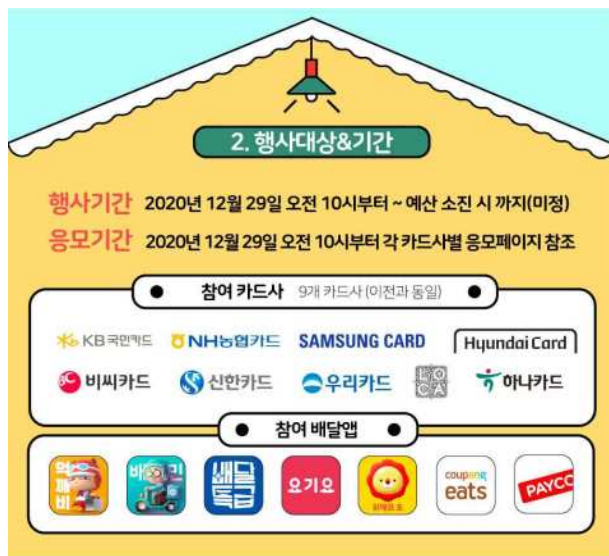 2. 행사대상&기간
행사기간 2020년 12월 29일 오전 10시부터 ~ 예산 소진 시 까지(미정)
응모기간 2020년 12월 29일 오전 10시부터 각 카드사별 응모페이지 참조
참여 카드사 9개 카드사 (이전과 동일)
KB국민카드 NH농협카드 SAMSUNG CARD Hyundai Card
BC 비씨카드 신한카드 우리카드 LOCA 하나카드
참여 배달앱
먹깨비 배달독급 요기요 coupang eats PAYCO